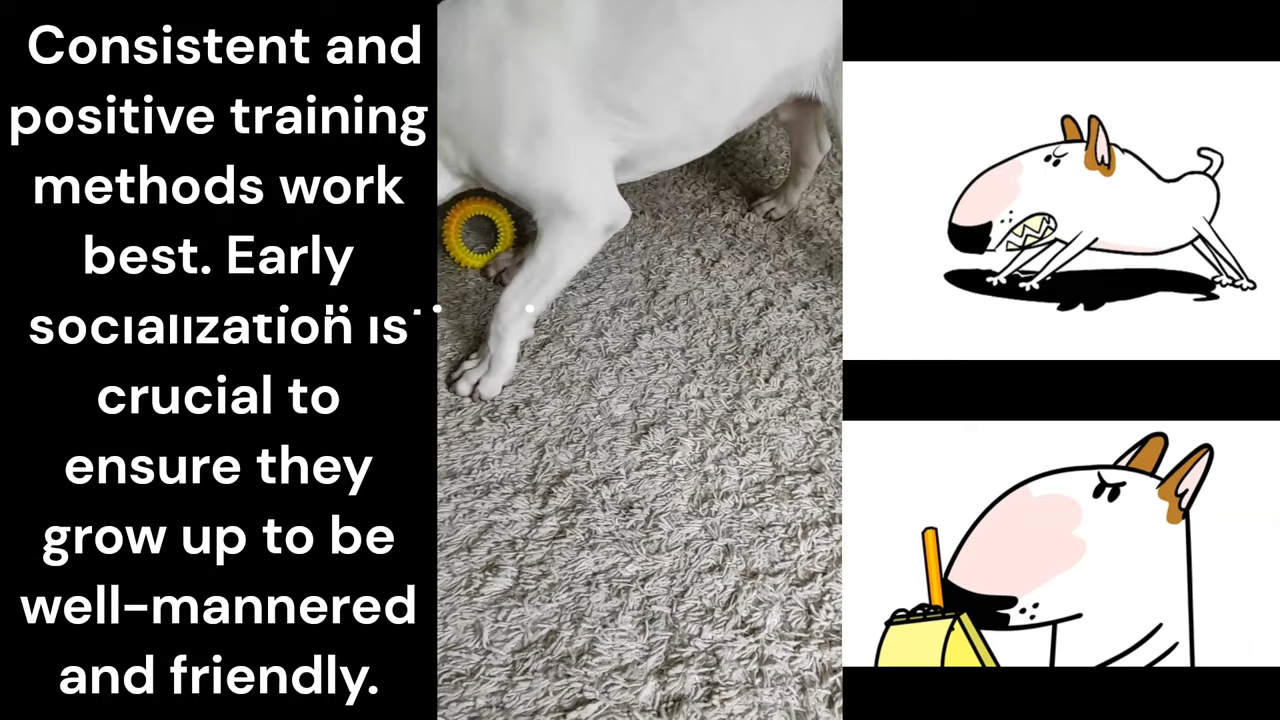 Consistent and
positive training
methods work
best. Early
socialization is
crucial to
ensure they
grow up to be
well-mannered
and friendly.